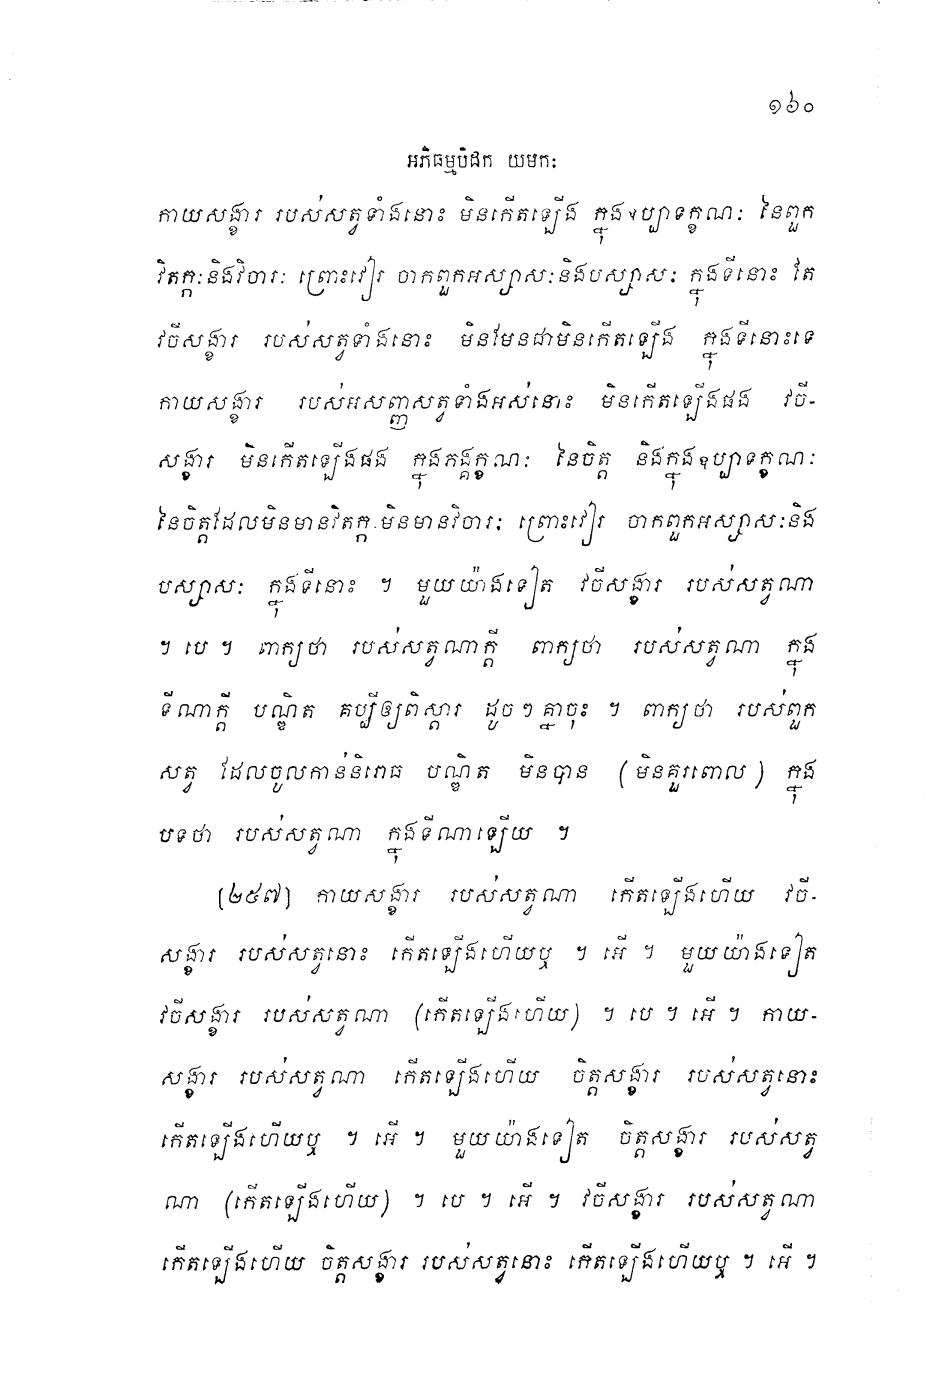 ១៦០
អភិធម្មបិដក យមកៈ
កាយសង្ខារ របស់សត្វទាំងនោះ មិនកើតឡើង ក្នុងឧប្បាទក្ខណៈ នៃពួក
វិតក្កៈនិងវិចារៈ ព្រោះវៀរ ចាកពួកអស្សាសៈនិងបស្សាសៈ ក្នុងទីនោះ តែ
វចីសង្ខារ របស់សត្វទាំងនោះ មិនមែនជាមិនកើតឡើង ក្នុងទីនោះទេ
កាយសង្ខារ របស់អសញ្ញសត្វទាំងអស់នោះ មិនកើតឡើងផង វចី-
សង្ខារ មិនកើតឡើងផង ក្នុងភង្គក្ខណៈ នៃចិត្ត និងក្នុងឧប្បាទក្ខណៈ
នៃចិត្តដែលមិនមានវិតក្កៈមិនមានវិចារៈ ព្រោះវៀរ ចាកពួកអស្សាសៈនិង
បស្សាសៈ ក្នុងទីនោះ ។ មួយយ៉ាងទៀត វចីសង្ខារ របស់សត្វណា
។ បេ ។ ពាក្យថា របស់សត្វណាក្តី ពាក្យថា របស់សត្វណា ក្នុង
ទីណាក្តី បណ្ឌិត គប្បីឲ្យពិស្តារ ដូចៗគ្នាចុះ ។ ពាក្យថា របស់ពួក
សត្វ ដែលចូលកាន់និរោធ បណ្ឌិត មិនបាន (មិនគួរពោល) ក្នុង
បទថា របស់សត្វណា ក្នុងទីណាឡើយ ។
[២៥៧] កាយសង្ខារ របស់សត្វណា កើតឡើងហើយ វចី-
សង្ខារ របស់សត្វនោះ កើតឡើងហើយឬ ។ អើ ។ មួយយ៉ាងទៀត
វចីសង្ខារ របស់សត្វណា (កើតឡើងហើយ) ។ បេ ។ អើ ។ កាយ-
សង្ខារ របស់សត្វណា កើតឡើងហើយ ចិត្តសង្ខារ របស់សត្វនោះ
កើតឡើងហើយឬ ។ អើ ។ មួយយ៉ាងទៀត ចិត្តសង្ខារ របស់សត្វ
ណា (កើតឡើងហើយ) ។ បេ ។ អើ ។ វចីសង្ខារ របស់សត្វណា
កើតឡើងហើយ ចិត្តសង្ខារ របស់សត្វនោះ កើតឡើងហើយឬ ។ អើ ។